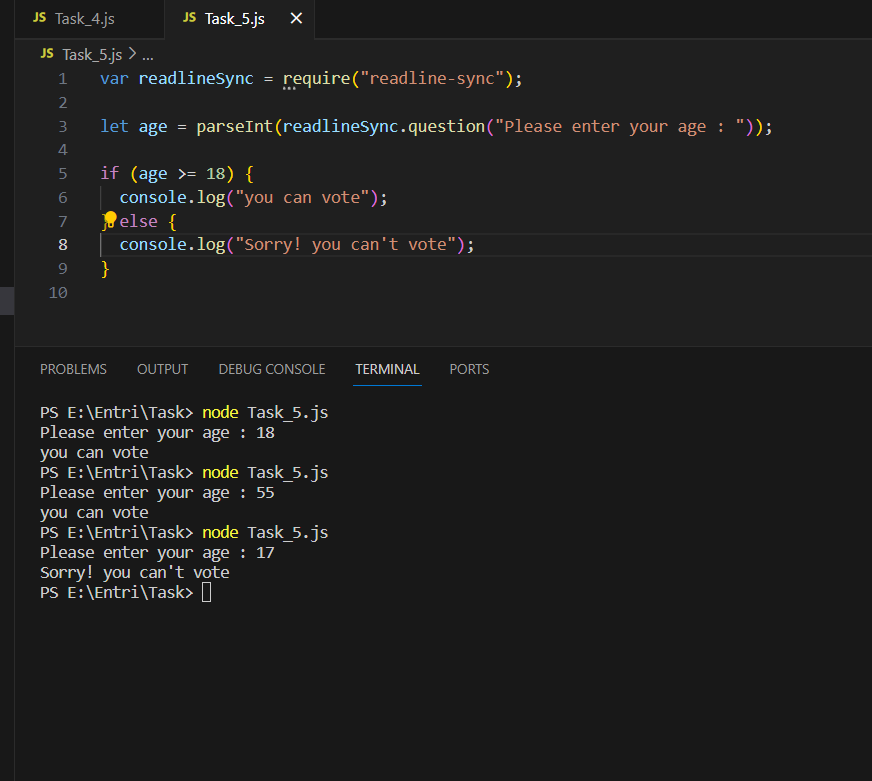 JS Task_4.js JS Task_5.js
JS Task_5.js > ...
1 var readlineSync = require("readline-sync");
2
3 let age = parseInt(readlineSync.question("Please enter your age : "));
4
5 if (age >= 18) {
6 console.log("you can vote");
7 } else {
8 console.log("Sorry! you can't vote");
9 }
10
PROBLEMS OUTPUT DEBUG CONSOLE TERMINAL PORTS
PS E:\Entri\Task> node Task_5.js
Please enter your age : 18
you can vote
PS E:\Entri\Task> node Task_5.js
Please enter your age : 55
you can vote
PS E:\Entri\Task> node Task_5.js
Please enter your age : 17
Sorry! you can't vote
PS E:\Entri\Task>